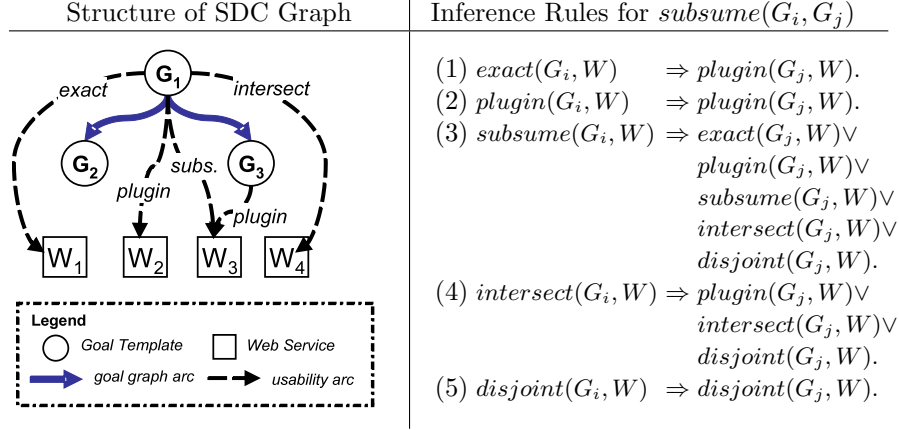 Structure of SDC Graph
exact
G1
intersect
G2
plugin
subs.
G3
plugin
W1
W2
W3
W4
Legend
Goal Template
Web Service
goal graph arc
usability arc
Inference Rules for subsume(Gi, Gj)
(1) exact(Gi, W) ⇒ plugin(Gj, W).
(2) plugin(Gi, W) ⇒ plugin(Gj, W).
(3) subsume(Gi, W) ⇒ exact(Gj, W)∨
plugin(Gj, W)∨
subsume(Gj, W)∨
intersect(Gj, W)∨
disjoint(Gj, W).
(4) intersect(Gi, W) ⇒ plugin(Gj, W)∨
intersect(Gj, W)∨
disjoint(Gj, W).
(5) disjoint(Gi, W) ⇒ disjoint(Gj, W).